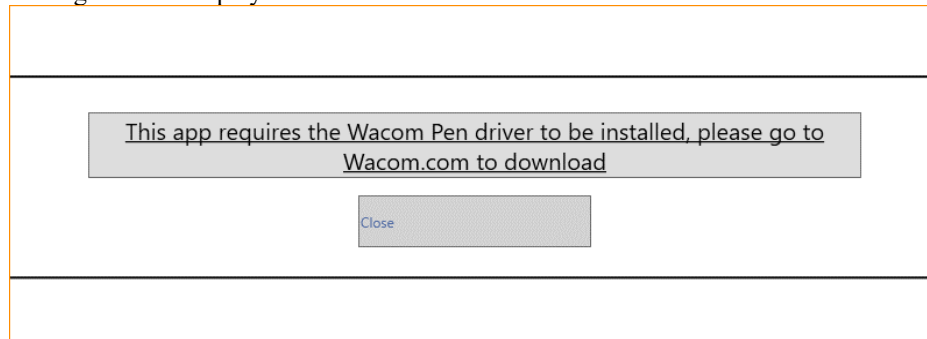 This app requires the Wacom Pen driver to be installed, please go to
Wacom.com to download
Close